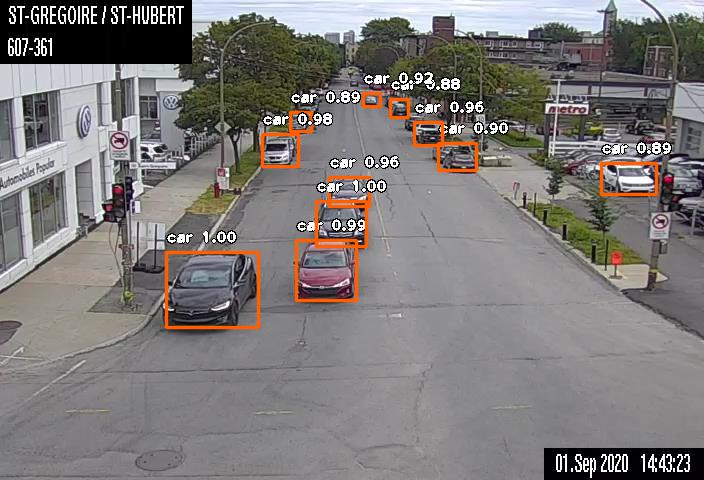 ST-GREGOIRE / ST-HUBERT
607-361
car 0.92
car 0.88
car 0.89
car 0.96
car 0.98
car 0.90
car 0.89
car 0.96
car 1.00
car 0.99
car 1.00
Automobiles Popular
metro
01.Sep 2020 14:43:23